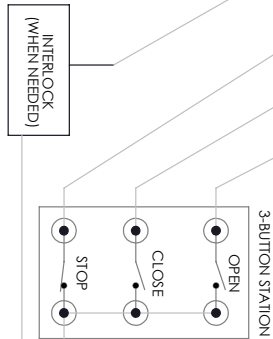 INTERLOCK
(WHEN NEEDED)
3-BUTTON STATION
OPEN
CLOSE
STOP